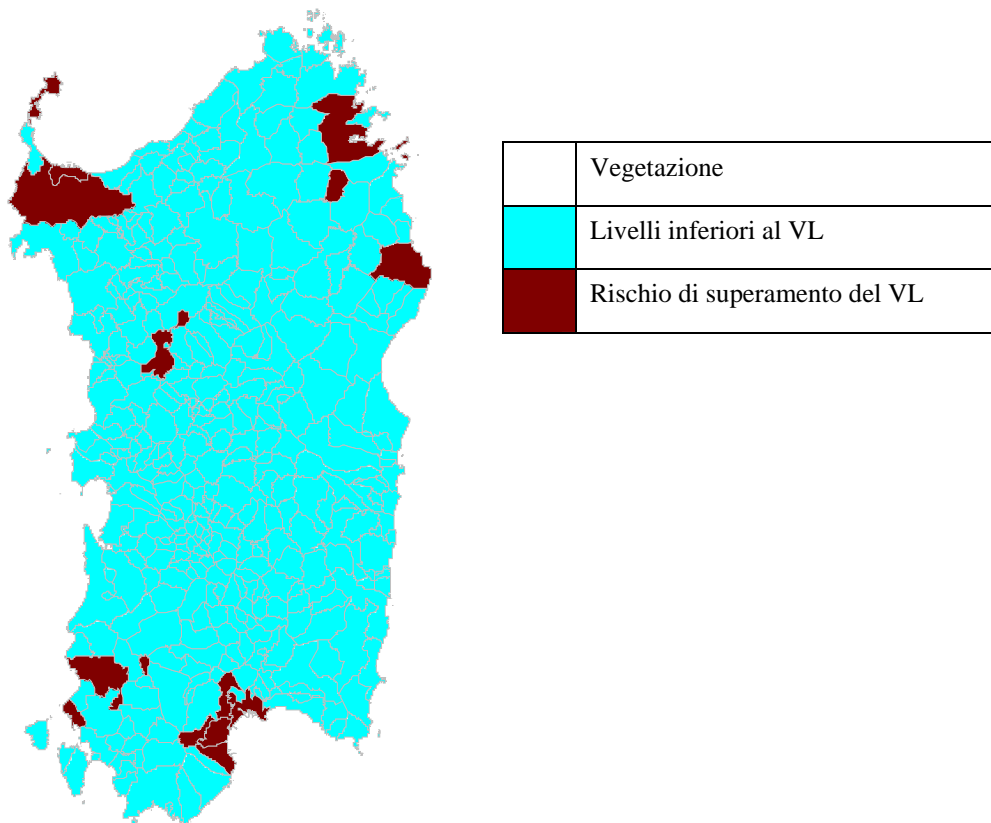 Vegetazione
Livelli inferiori al VL
Rischio di superamento del VL